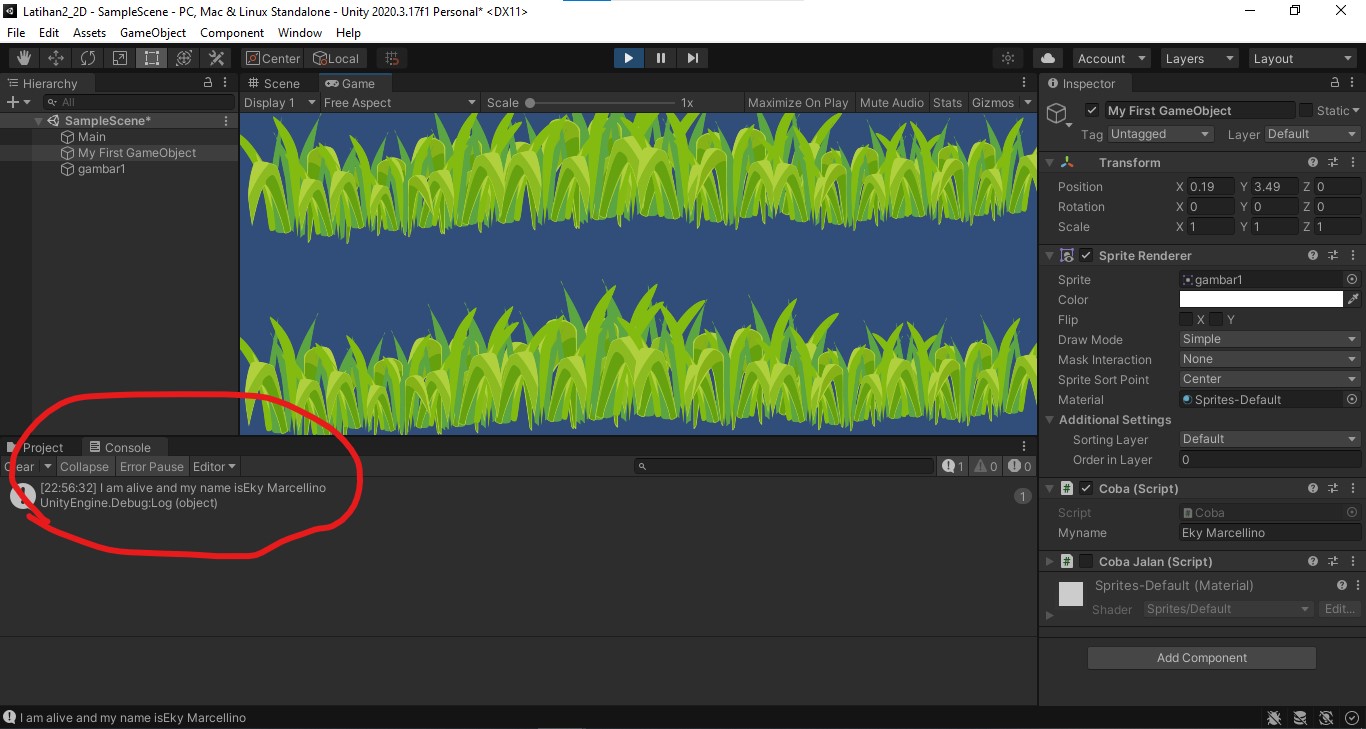 Latihan2_2D - SampleScene - PC, Mac & Linux Standalone - Unity 2020.3.17f1 Personal* <DX11>
File Edit Assets GameObject Component Window Help
Center Local Account Layers Layout
Hierarchy
All
SampleScene*
Main
My First GameObject
gambar1
Scene Game
Display 1 Free Aspect Scale 1x Maximize On Play Mute Audio Stats Gizmos
Project Console
Clear Collapse Error Pause Editor 1 0 0
[22:56:32] I am alive and my name isEky Marcellino
UnityEngine.Debug:Log (object)
1
Inspector
My First GameObject Static
Tag Untagged Layer Default
Transform
Position X 0.19 Y 3.49 Z 0
Rotation X 0 Y 0 Z 0
Scale X 1 Y 1 Z 1
Sprite Renderer
Sprite gambar1
Color
Flip X Y
Draw Mode Simple
Mask Interaction None
Sprite Sort Point Center
Material Sprites-Default
Additional Settings
Sorting Layer Default
Order in Layer 0
# Coba (Script)
Script Coba
Myname Eky Marcellino
# Coba Jalan (Script)
Sprites-Default (Material)
Shader Sprites/Default Edit...
Add Component
I am alive and my name isEky Marcellino